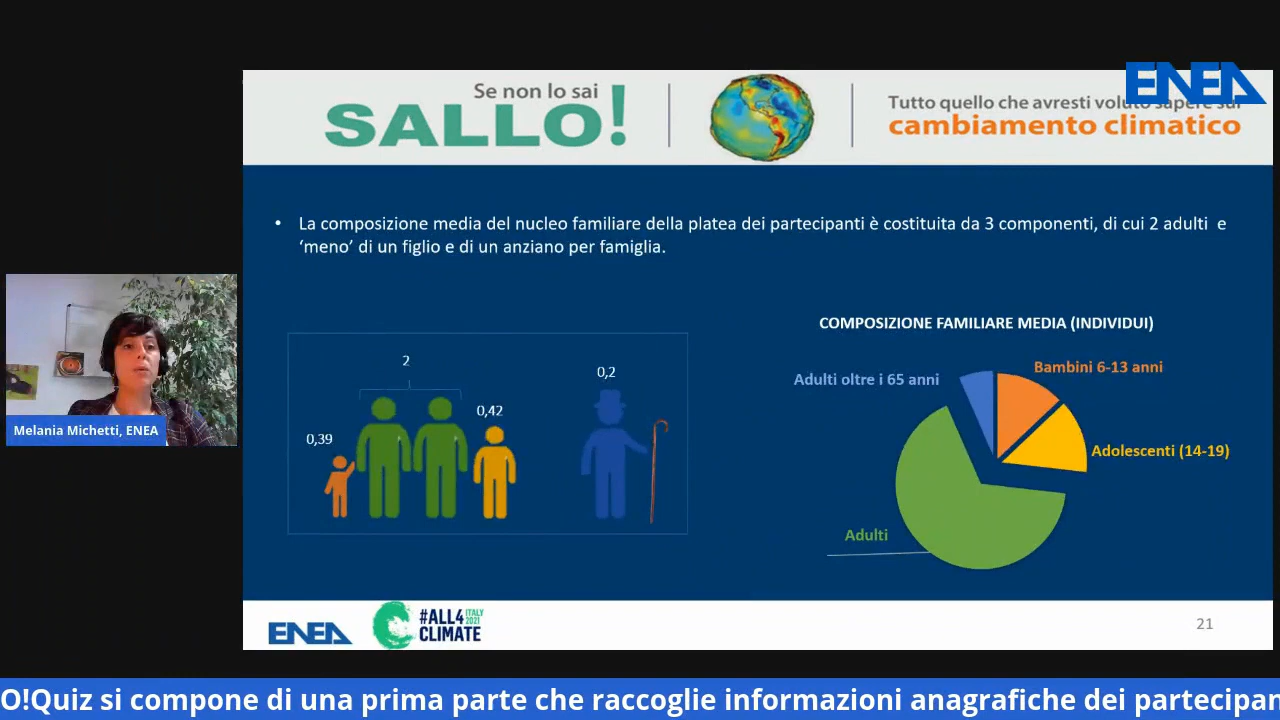 Se non lo sai
SALLO!
Tutto quello che avresti voluto sapere sul
cambiamento climatico
ENEA
• La composizione media del nucleo familiare della platea dei partecipanti è costituita da 3 componenti, di cui 2 adulti e
‘meno’ di un figlio e di un anziano per famiglia.
COMPOSIZIONE FAMILIARE MEDIA (INDIVIDUI)
2
0,2
0,42
0,39
Adulti oltre i 65 anni
Bambini 6-13 anni
Adolescenti (14-19)
Adulti
Melania Michetti, ENEA
ENEA
#ALL4
CLIMATE
ITALY
2021
21
O!Quiz si compone di una prima parte che raccoglie informazioni anagrafiche dei partecipan